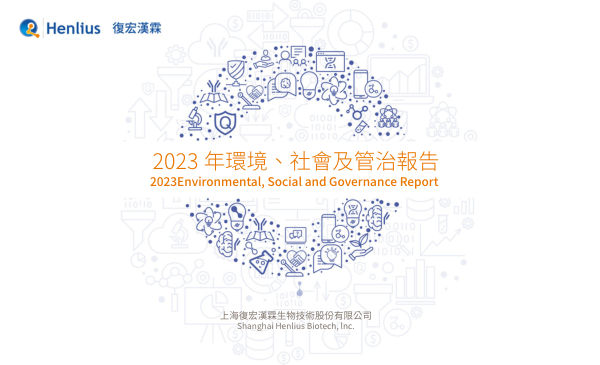 Henlius 復宏漢霖
2023 年環境、社會及管治報告
2023Environmental, Social and Governance Report
上海復宏漢霖生物技術股份有限公司
Shanghai Henlius Biotech, Inc.